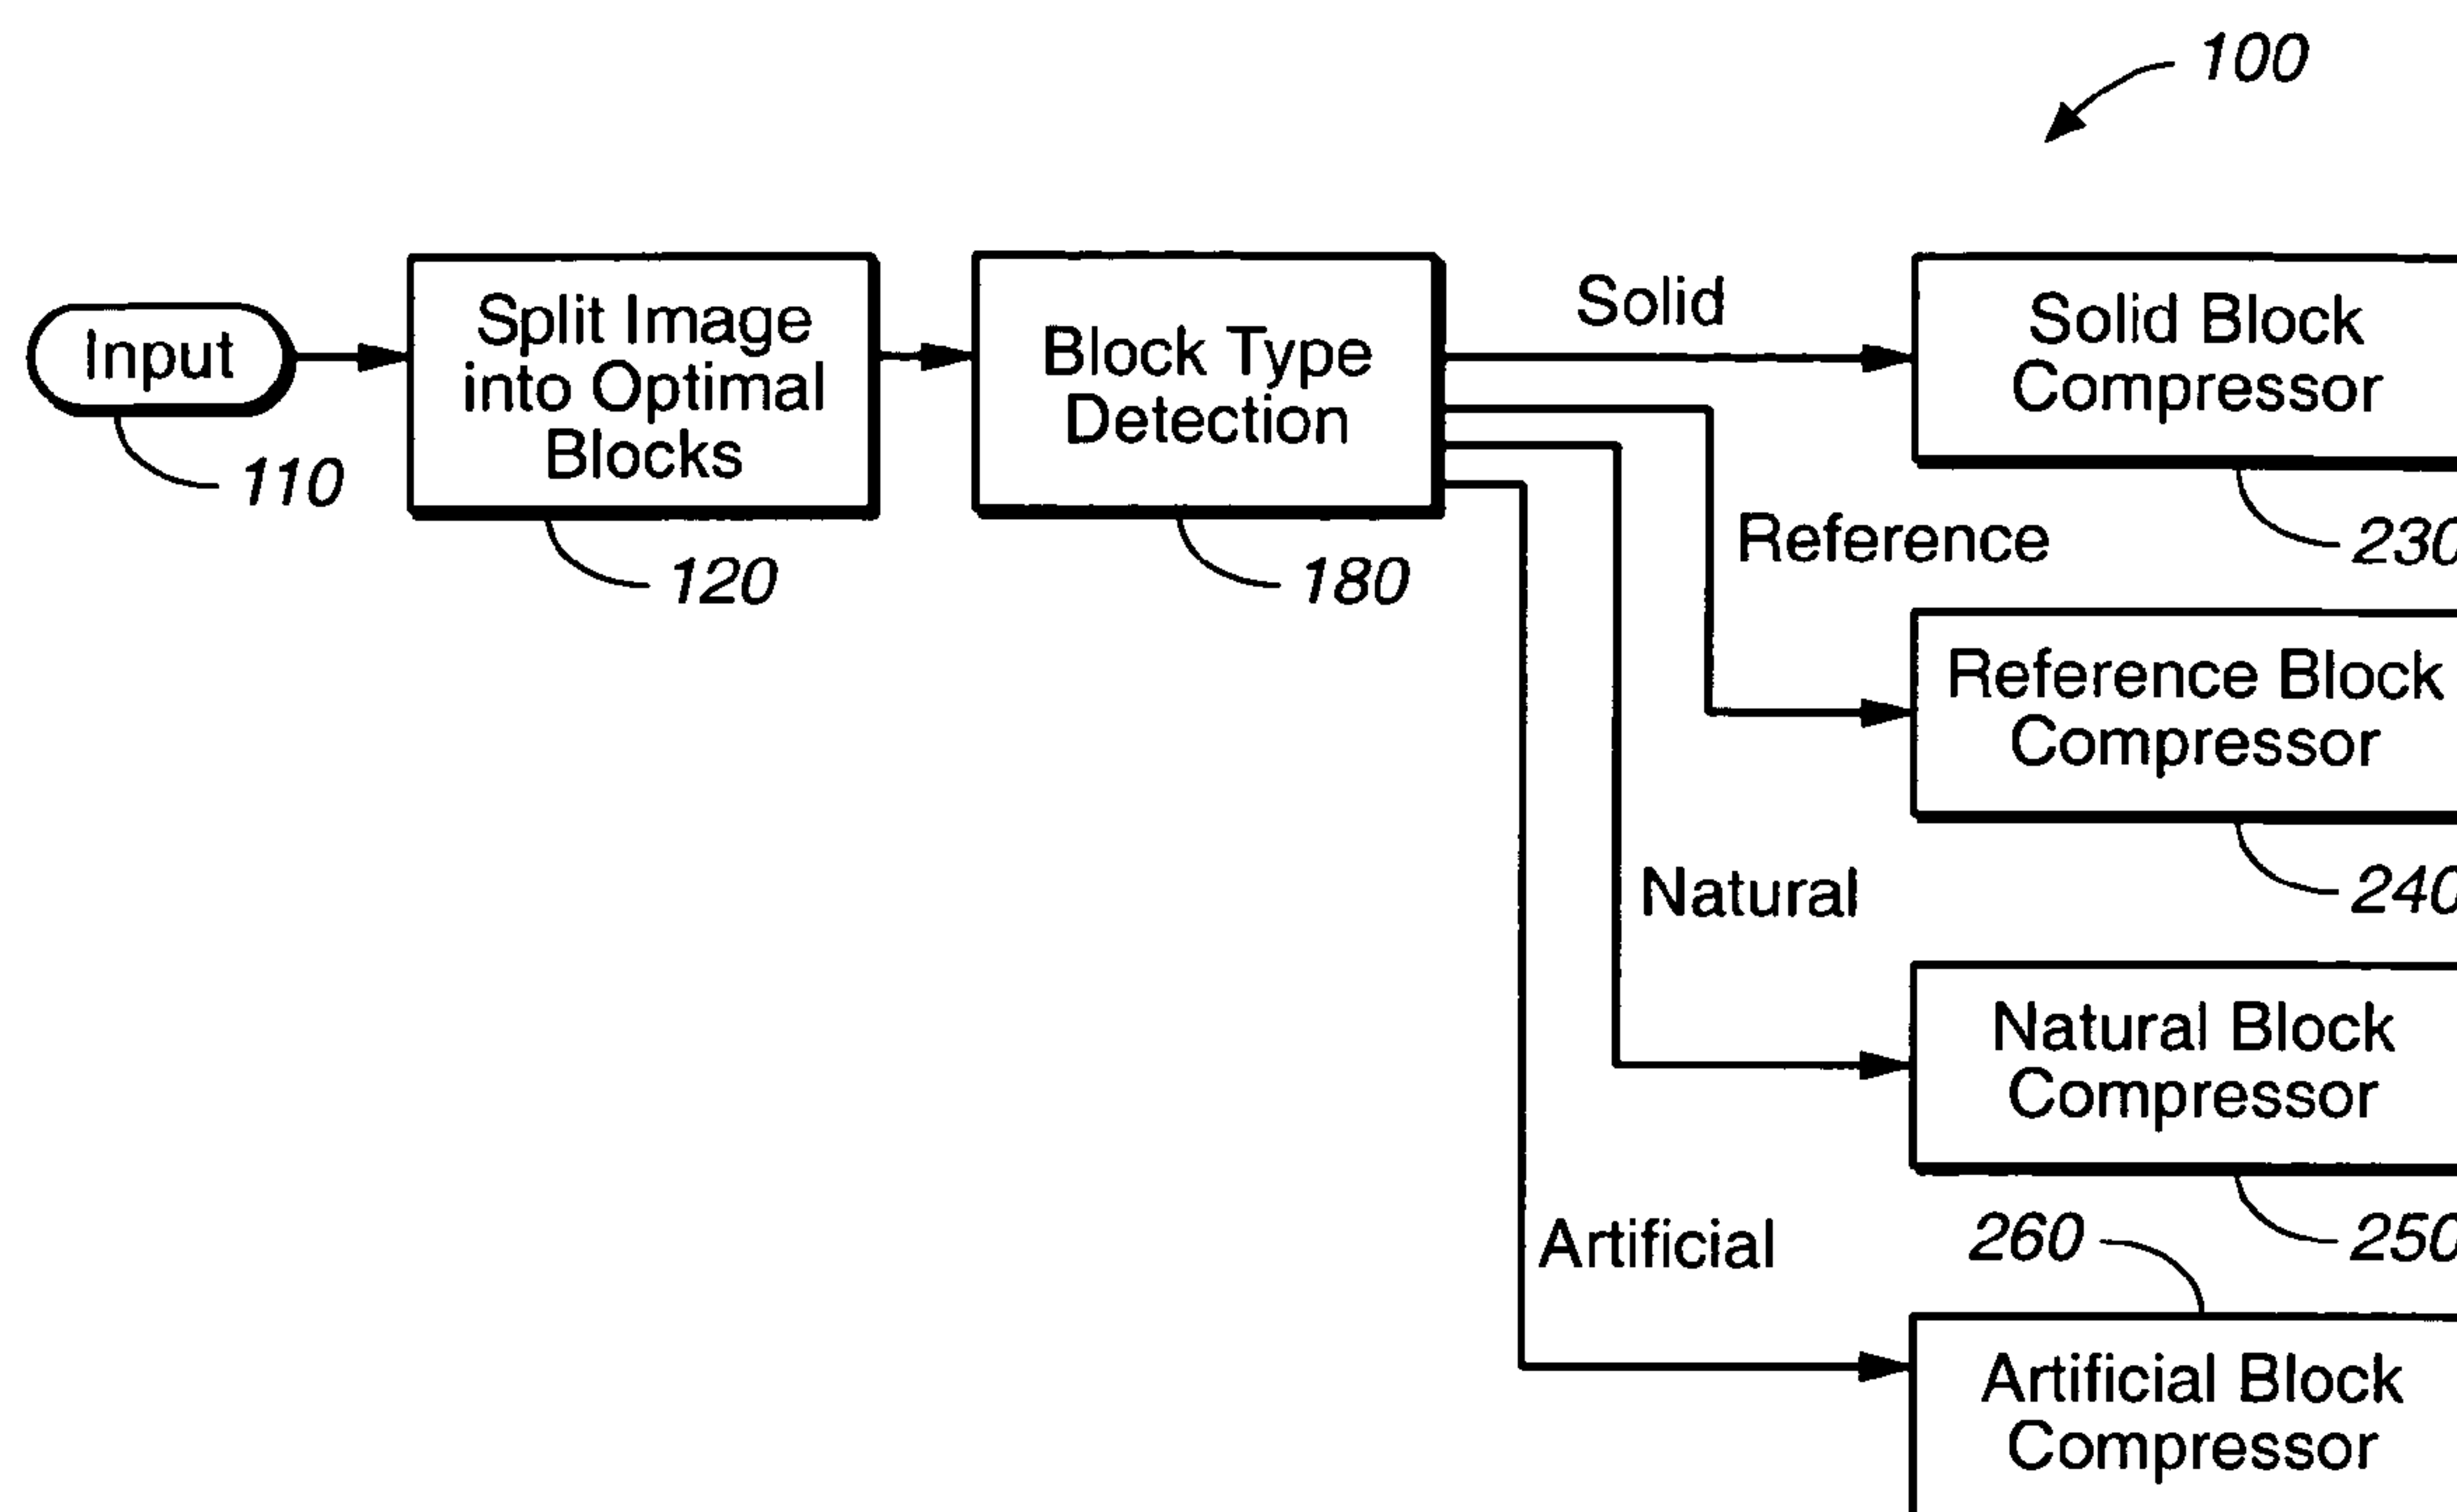 100
Input
110
Split Image
into Optimal
Blocks
120
Block Type
Detection
180
Solid
Reference
Natural
Artificial
Solid Block
Compressor
230
Reference Block
Compressor
240
Natural Block
Compressor
250
260
Artificial Block
Compressor